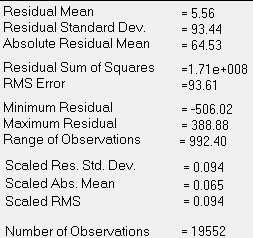 Residual Mean = 5.56
Residual Standard Dev. = 93.44
Absolute Residual Mean = 64.53
Residual Sum of Squares =1.71e+008
RMS Error =93.61
Minimum Residual = -506.02
Maximum Residual = 388.88
Range of Observations = 992.40
Scaled Res. Std. Dev. = 0.094
Scaled Abs. Mean = 0.065
Scaled RMS = 0.094
Number of Observations = 19552